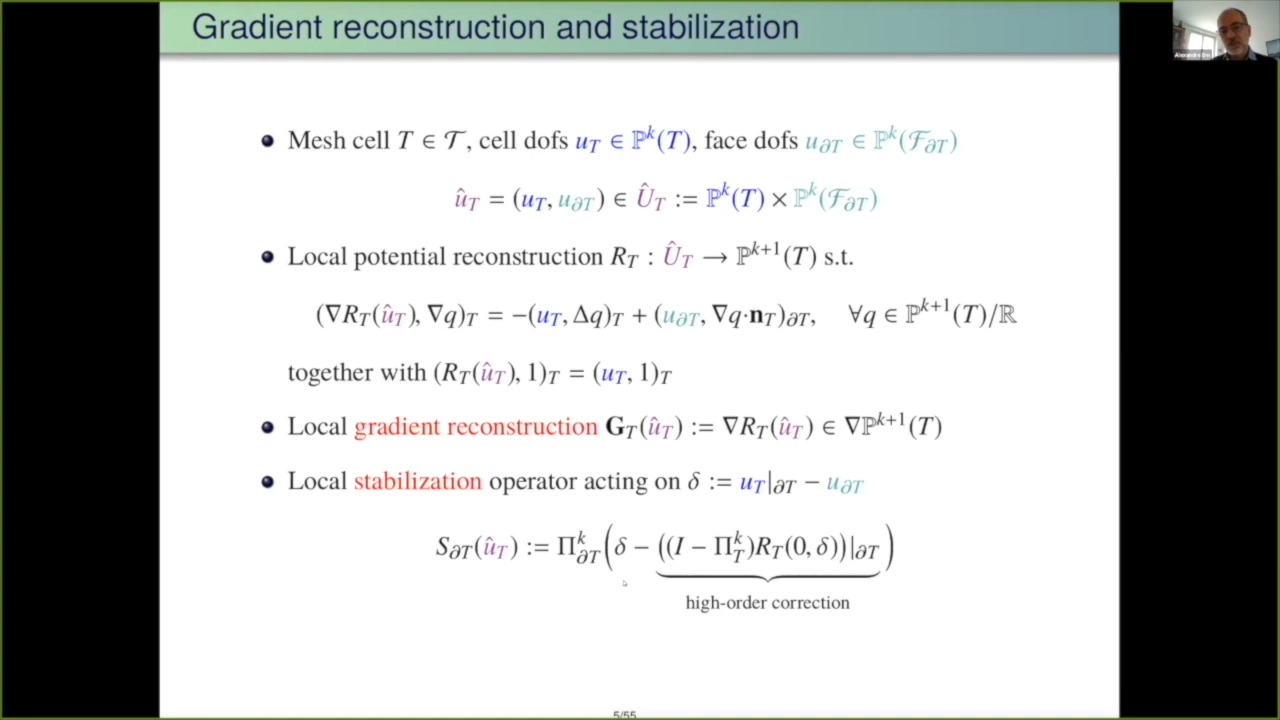 Gradient reconstruction and stabilization
Mesh cell T ∈ 𝒯, cell dofs u_T ∈ ℙ^k(T), face dofs u_{∂T} ∈ ℙ^k(ℱ_{∂T})
û_T = (u_T, u_{∂T}) ∈ Û_T := ℙ^k(T) × ℙ^k(ℱ_{∂T})
Local potential reconstruction R_T : Û_T → ℙ^{k+1}(T) s.t.
(∇R_T(û_T), ∇q)_T = −(u_T, Δq)_T + (u_{∂T}, ∇q·n_T)_{∂T}, ∀q ∈ ℙ^{k+1}(T)/ℝ
together with (R_T(û_T), 1)_T = (u_T, 1)_T
Local gradient reconstruction G_T(û_T) := ∇R_T(û_T) ∈ ∇ℙ^{k+1}(T)
Local stabilization operator acting on δ := u_T|_{∂T} − u_{∂T}
S_{∂T}(û_T) := Π^k_{∂T}(δ − ((I − Π^k_T)R_T(0, δ))|_{∂T})
high-order correction
5/55